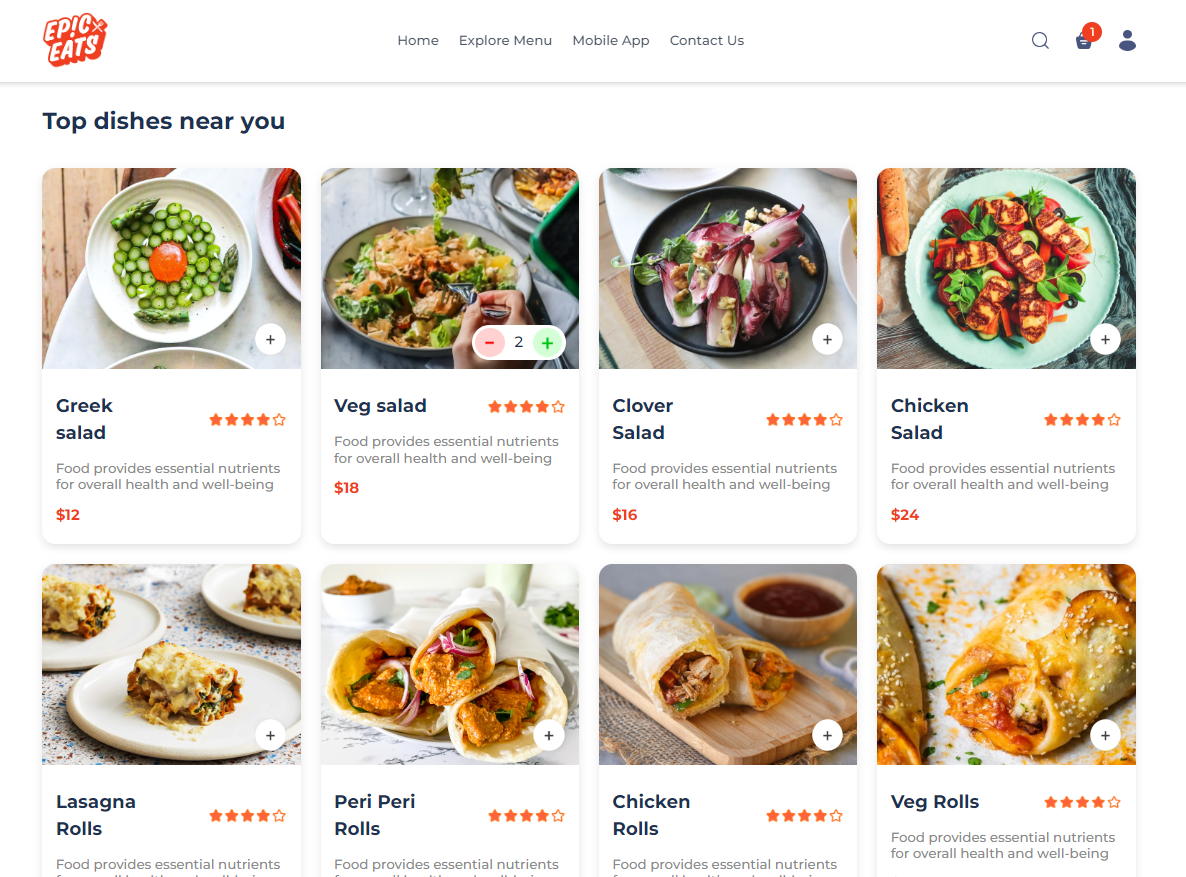 EPIC
EATS
Home Explore Menu Mobile App Contact Us
1
Top dishes near you
+
− 2 +
+
+
Greek
salad
Food provides essential nutrients
for overall health and well-being
$12
Veg salad
Food provides essential nutrients
for overall health and well-being
$18
Clover
Salad
Food provides essential nutrients
for overall health and well-being
$16
Chicken
Salad
Food provides essential nutrients
for overall health and well-being
$24
+
+
+
+
Lasagna
Rolls
Food provides essential nutrients
Peri Peri
Rolls
Food provides essential nutrients
Chicken
Rolls
Food provides essential nutrients
Veg Rolls
Food provides essential nutrients
for overall health and well-being